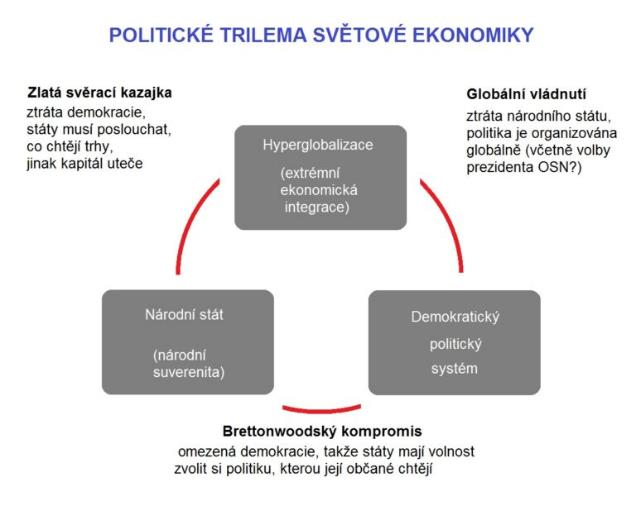 POLITICKÉ TRILEMA SVĚTOVÉ EKONOMIKY
Zlatá svěrací kazajka
ztráta demokracie,
státy musí poslouchat,
co chtějí trhy,
jinak kapitál uteče
Globální vládnutí
ztráta národního státu,
politika je organizována
globálně (včetně volby
prezidenta OSN?)
Hyperglobalizace
(extrémní
ekonomická
integrace)
Národní stát
(národní
suverenita)
Demokratický
politický
systém
Brettonwoodský kompromis
omezená demokracie, takže státy mají volnost
zvolit si politiku, kterou její občané chtějí